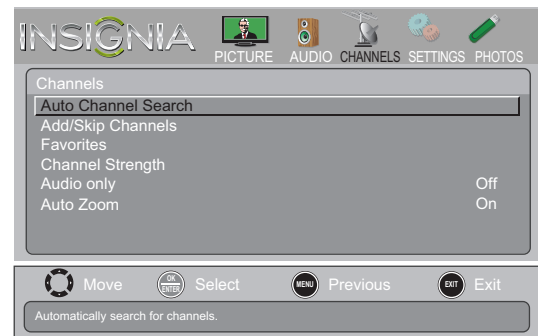 INSIGNIA PICTURE AUDIO CHANNELS SETTINGS PHOTOS
Channels
Auto Channel Search
Add/Skip Channels
Favorites
Channel Strength
Audio only Off
Auto Zoom On
Move OK ENTER Select MENU Previous EXIT Exit
Automatically search for channels.